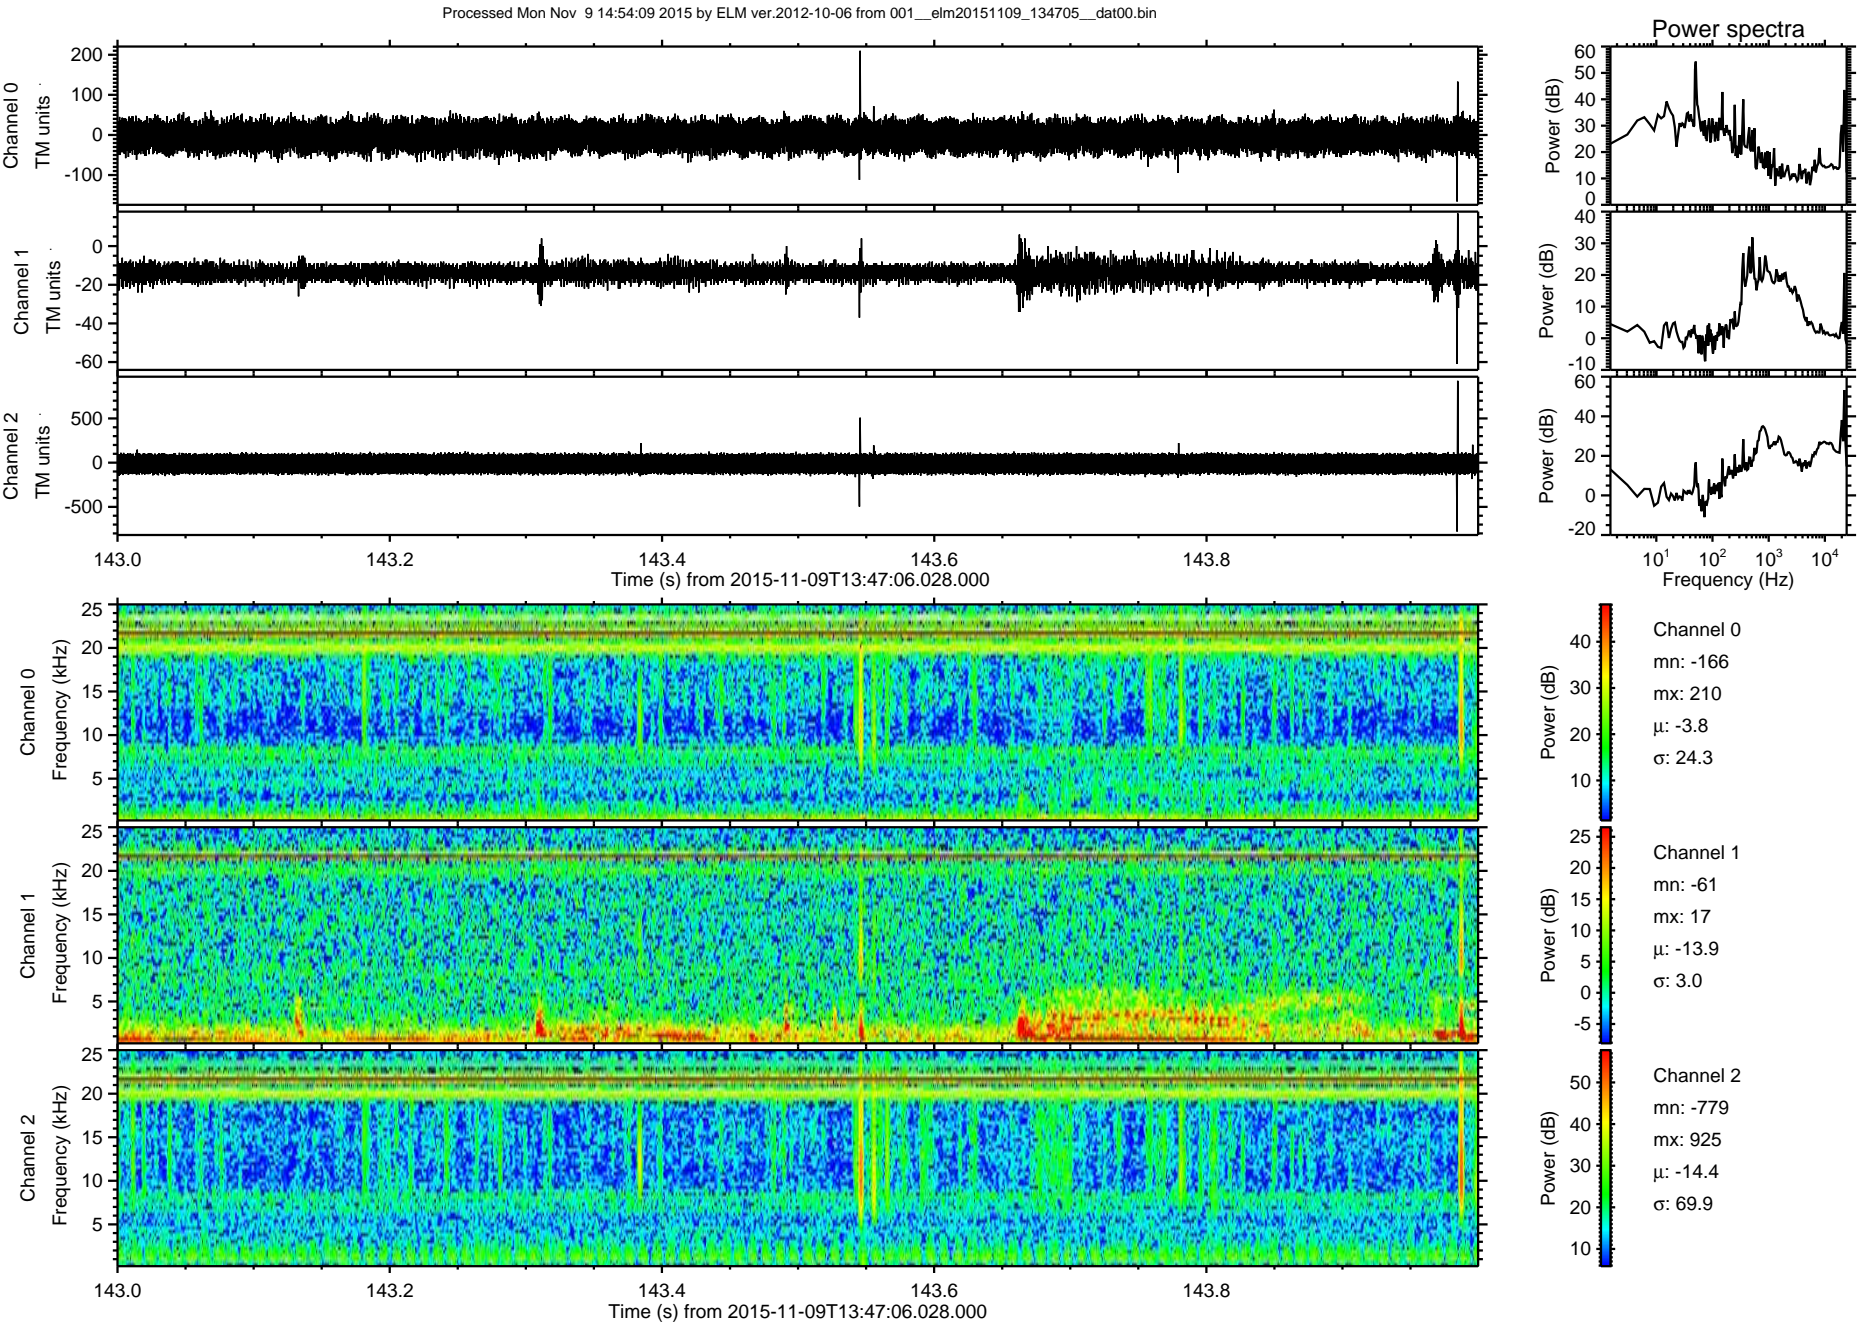 Processed Mon Nov  9 14:54:09 2015 by ELM ver.2012-10-06 from 001__elm20151109_134705__dat00.bin
Power spectra
Channel 0
TM units
200
100
0
-100
Power (dB)
60
50
40
30
20
10
0
Channel 1
TM units
0
-20
-40
-60
Power (dB)
40
30
20
10
0
-10
Channel 2
TM units
500
0
-500
Power (dB)
60
40
20
0
-20
143.0 143.2 143.4 143.6 143.8
Time (s) from 2015-11-09T13:47:06.028.000
10¹ 10² 10³ 10⁴
Frequency (Hz)
Channel 0
Frequency (kHz)
25
20
15
10
5
Power (dB)
40
30
20
10
Channel 0
mn: -166
mx: 210
μ: -3.8
σ: 24.3
Channel 1
Frequency (kHz)
25
20
15
10
5
Power (dB)
25
20
15
10
5
0
-5
Channel 1
mn: -61
mx: 17
μ: -13.9
σ: 3.0
Channel 2
Frequency (kHz)
25
20
15
10
5
Power (dB)
50
40
30
20
10
Channel 2
mn: -779
mx: 925
μ: -14.4
σ: 69.9
143.0 143.2 143.4 143.6 143.8
Time (s) from 2015-11-09T13:47:06.028.000